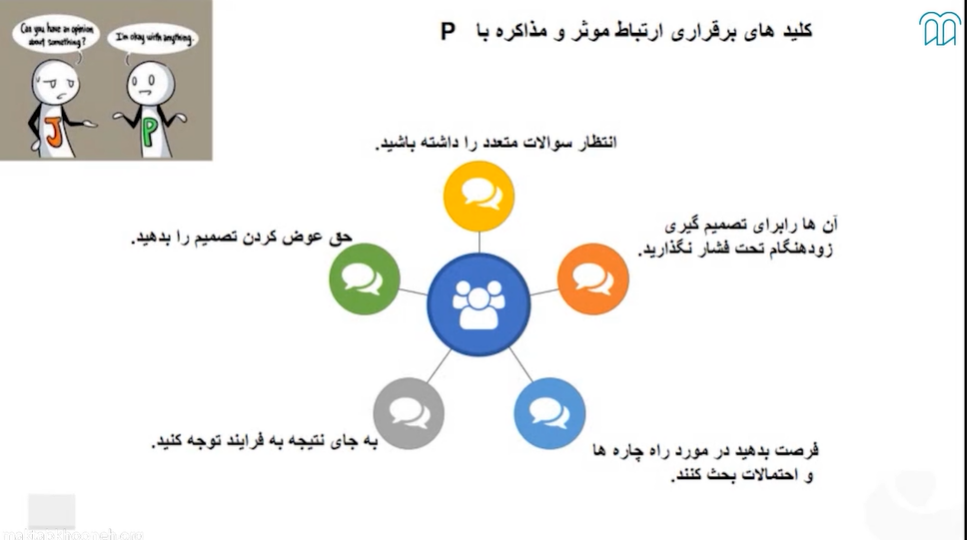 کلید های برقراری ارتباط موثر و مذاکره با P
Can you have an opinion
about something?
I'm okay with anything.
J
P
انتظار سوالات متعدد را داشته باشید.
آن ها رابرای تصمیم گیری
زودهنگام تحت فشار نگذارید.
حق عوض کردن تصمیم را بدهید.
فرصت بدهید در مورد راه چاره ها
و احتمالات بحث کنند.
به جای نتیجه به فرایند توجه کنید.